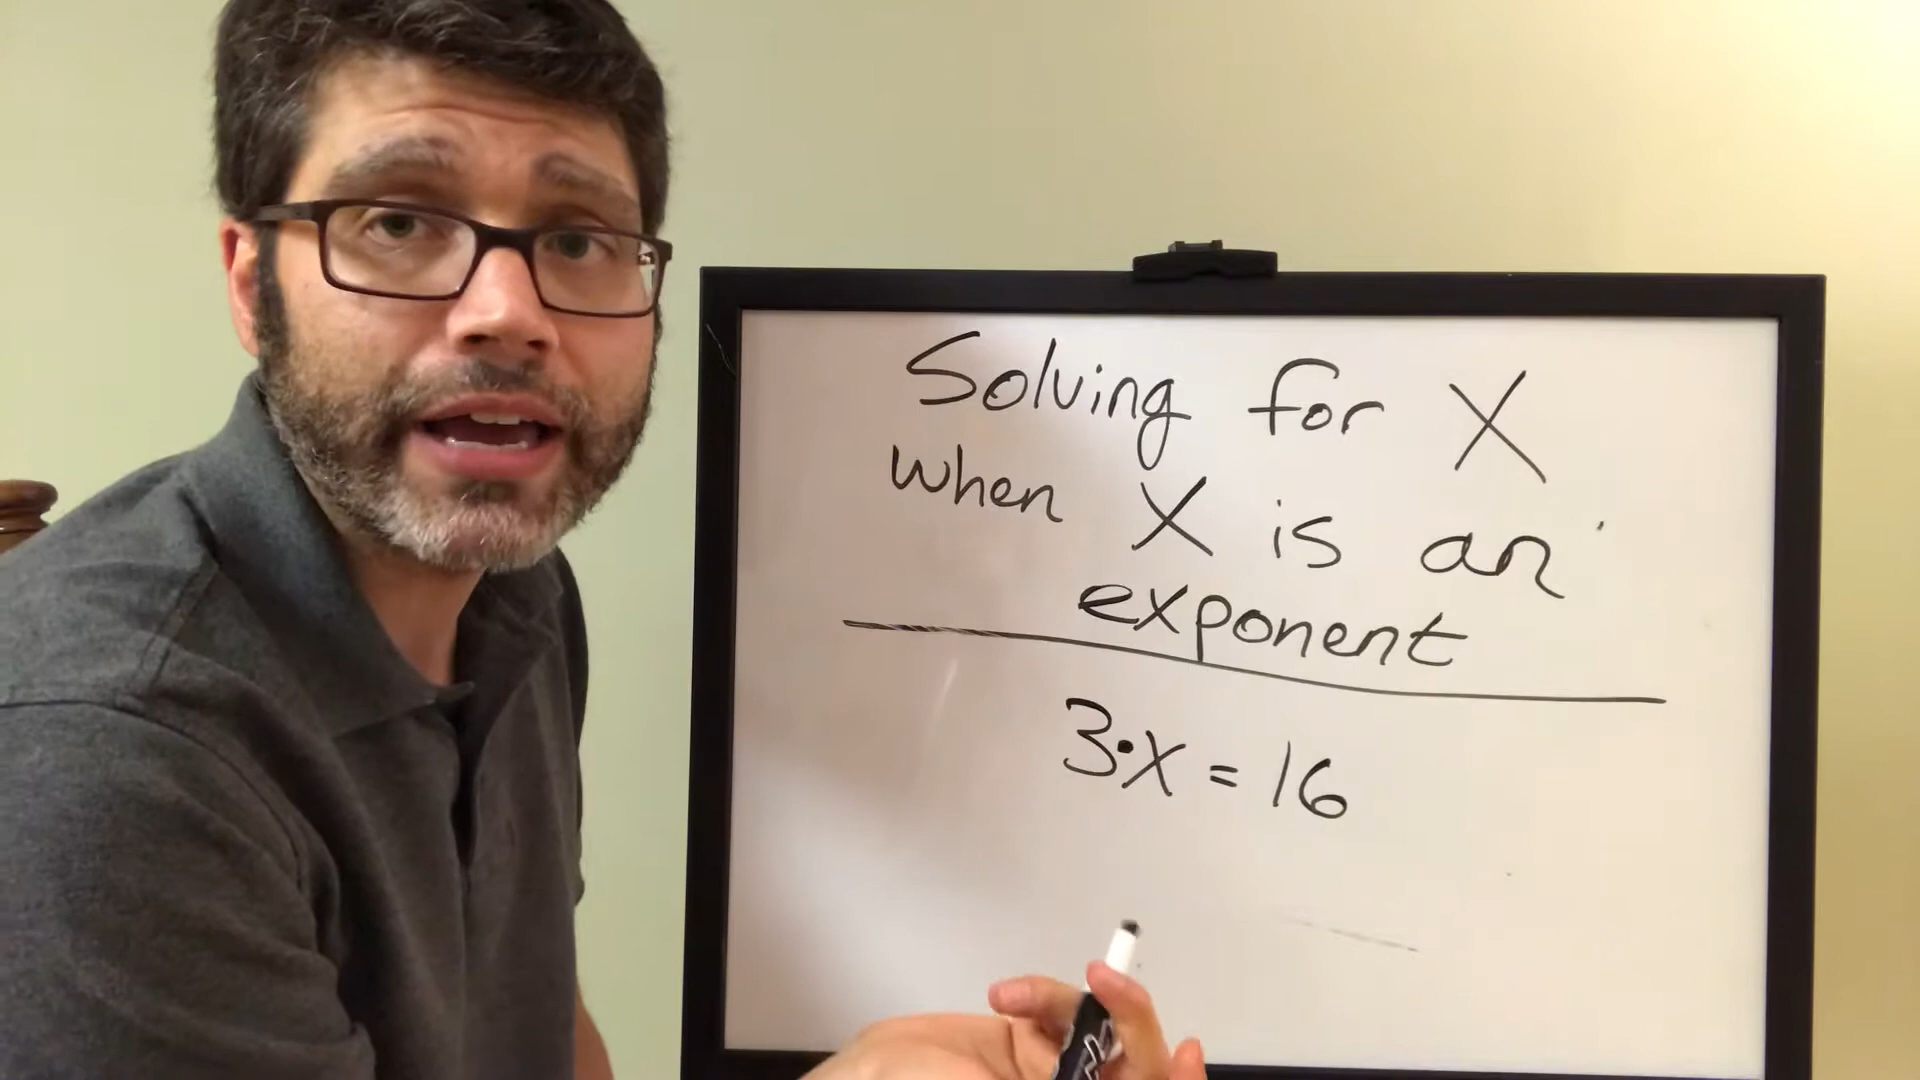 Solving for X
when X is an
exponent
3·X = 16